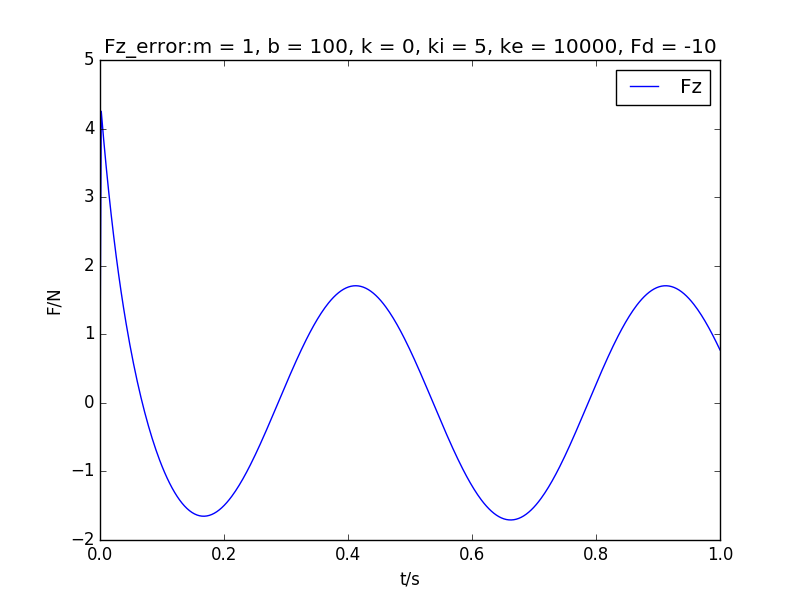 Fz_error:m = 1, b = 100, k = 0, ki = 5, ke = 10000, Fd = -10
Fz
5
4
3
2
1
0
−1
−2
F/N
0.0 0.2 0.4 0.6 0.8 1.0
t/s